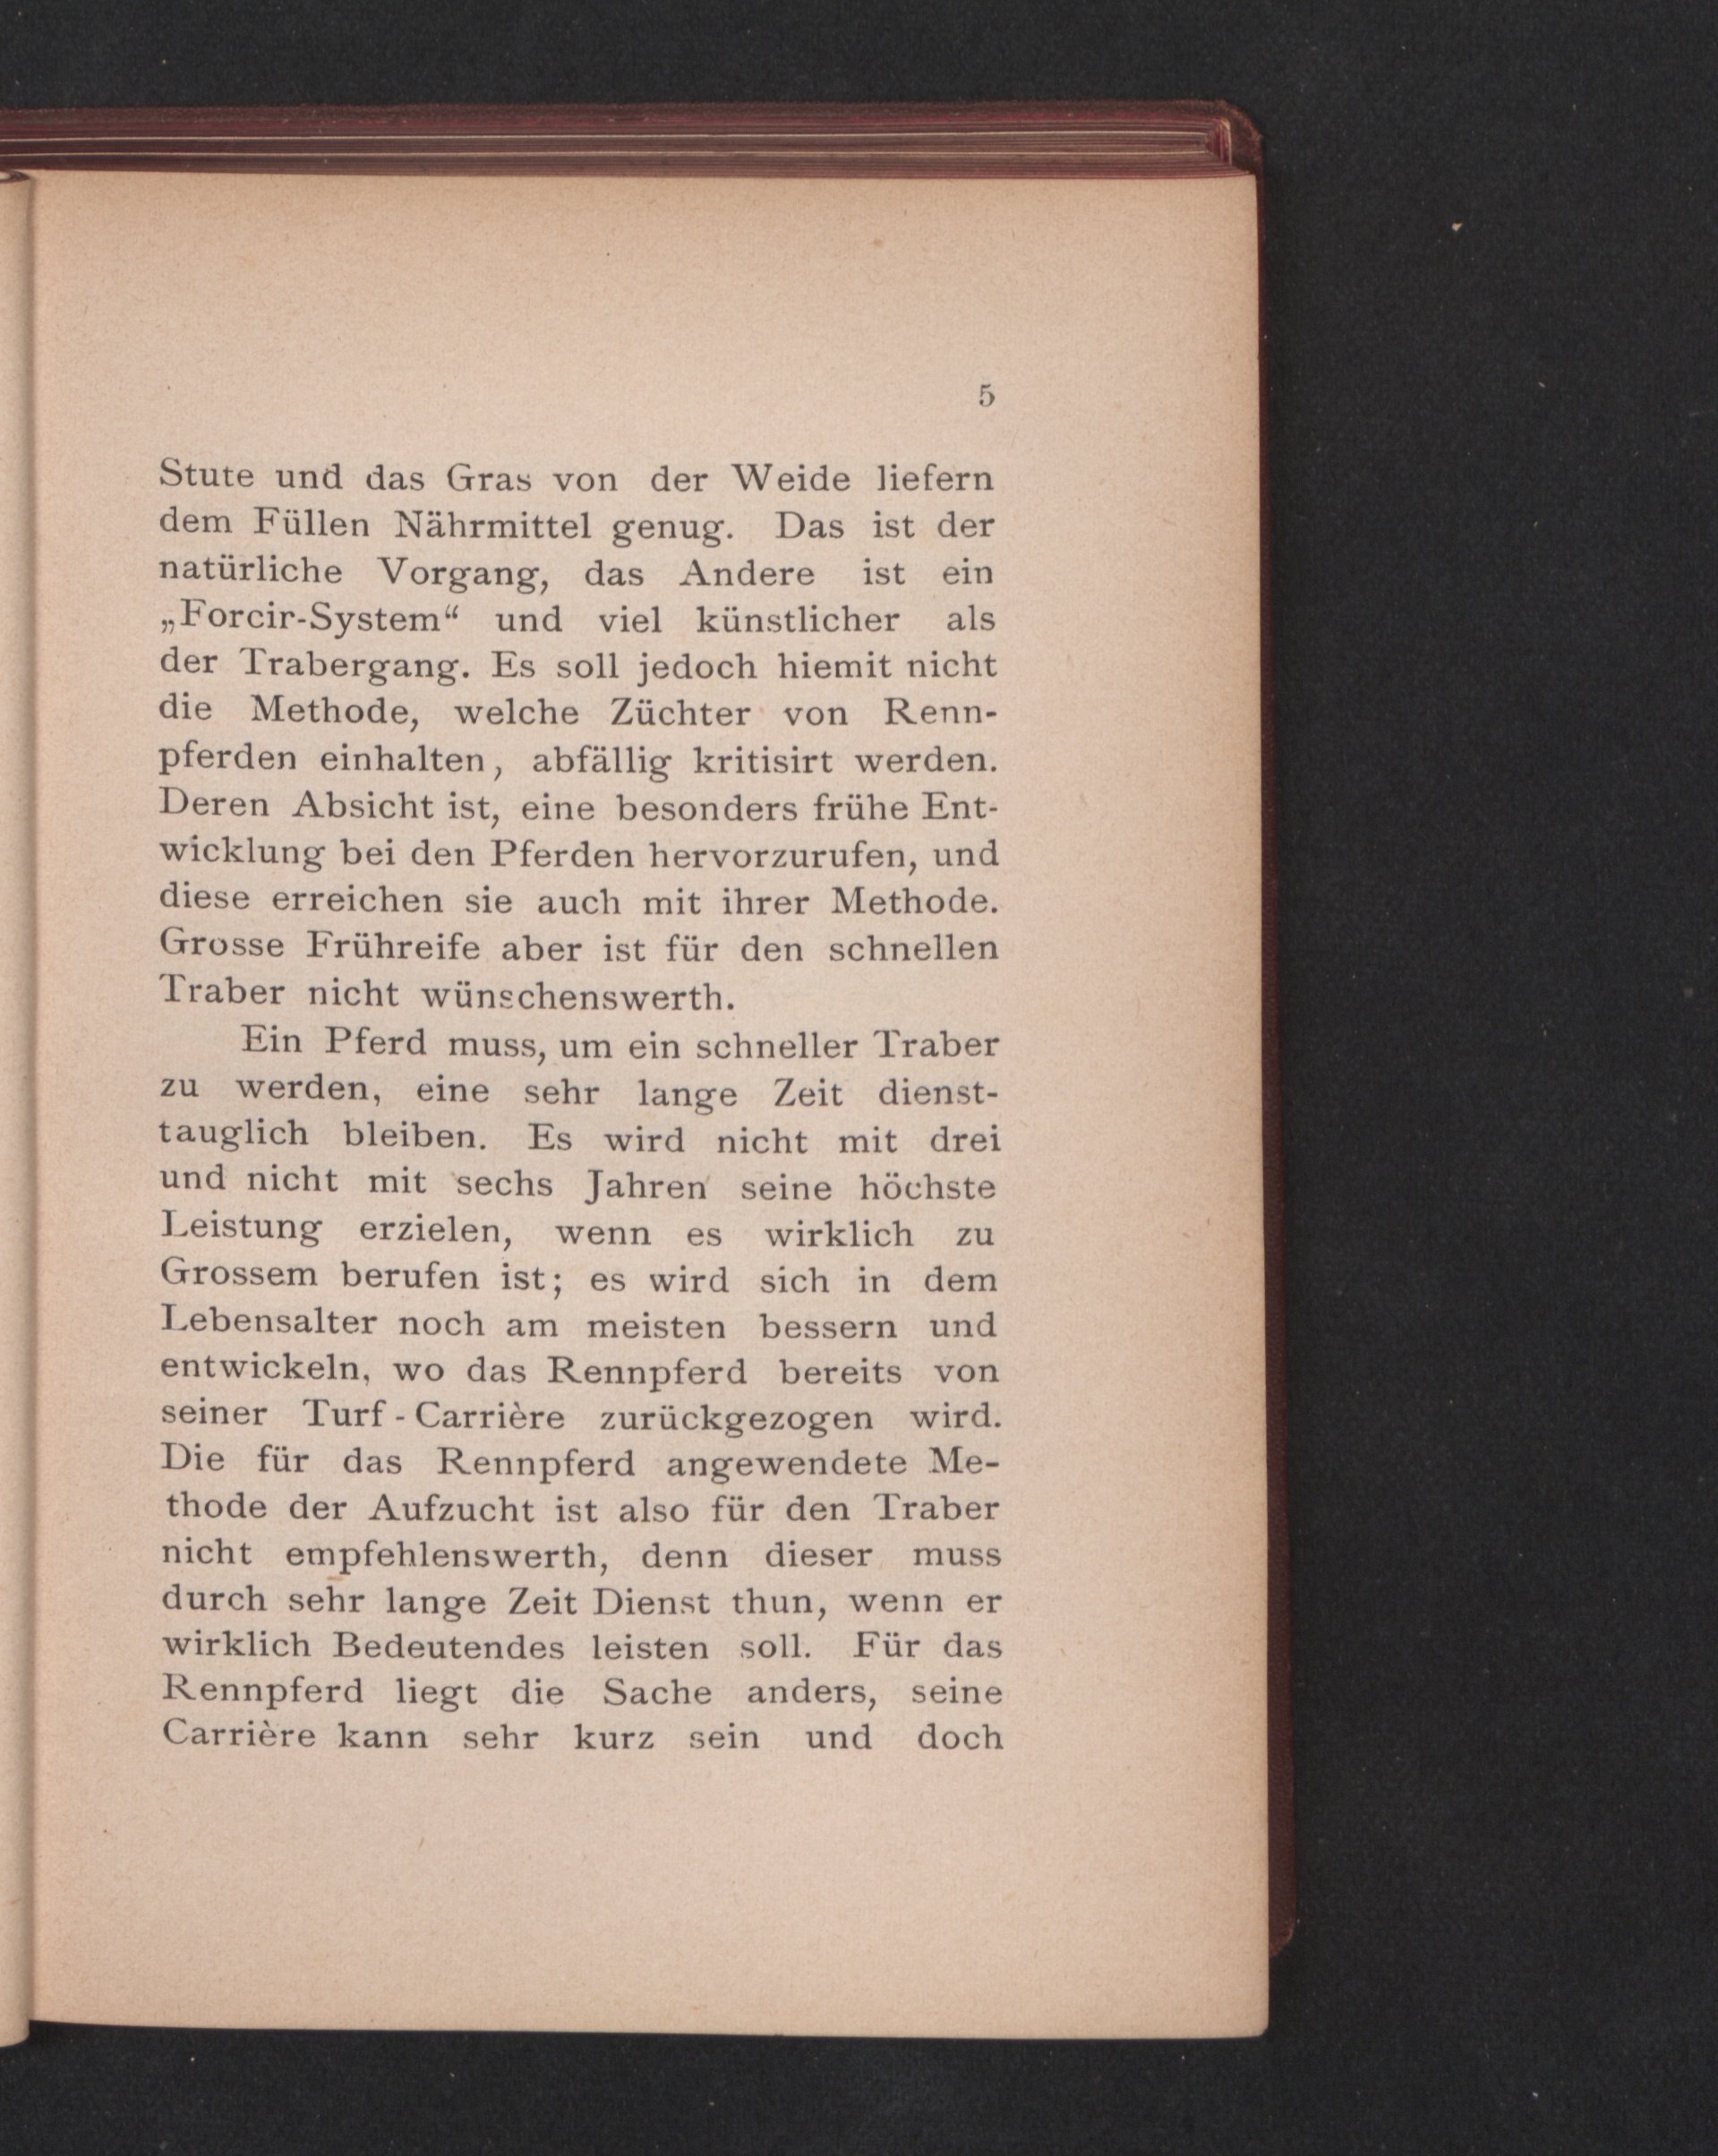 5
Stute und das Gras von der Weide liefern
dem Füllen Nährmittel genug. Das ist der
natürliche Vorgang, das Andere ist ein
„Forcir-System“ und viel künstlicher als
der Trabergang. Es soll jedoch hiemit nicht
die Methode, welche Züchter von Renn-
pferden einhalten, abfällig kritisirt werden.
Deren Absicht ist, eine besonders frühe Ent-
wicklung bei den Pferden hervorzurufen, und
diese erreichen sie auch mit ihrer Methode.
Grosse Frühreife aber ist für den schnellen
Traber nicht wünschenswerth.
Ein Pferd muss, um ein schneller Traber
zu werden, eine sehr lange Zeit dienst-
tauglich bleiben. Es wird nicht mit drei
und nicht mit sechs Jahren seine höchste
Leistung erzielen, wenn es wirklich zu
Grossem berufen ist; es wird sich in dem
Lebensalter noch am meisten bessern und
entwickeln, wo das Rennpferd bereits von
seiner Turf-Carrière zurückgezogen wird.
Die für das Rennpferd angewendete Me-
thode der Aufzucht ist also für den Traber
nicht empfehlenswerth, denn dieser muss
durch sehr lange Zeit Dienst thun, wenn er
wirklich Bedeutendes leisten soll. Für das
Rennpferd liegt die Sache anders, seine
Carrière kann sehr kurz sein und doch